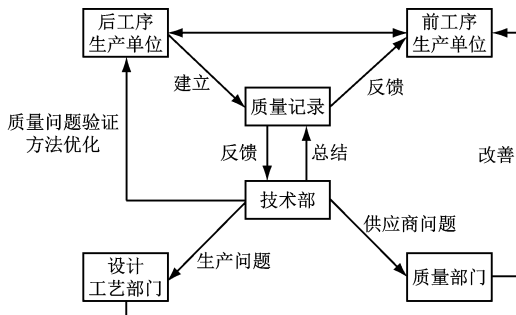 后工序
生产单位
前工序
生产单位
建立
反馈
质量记录
质量问题验证
方法优化
反馈
总结
改善
技术部
供应商问题
生产问题
设计
工艺部门
质量部门